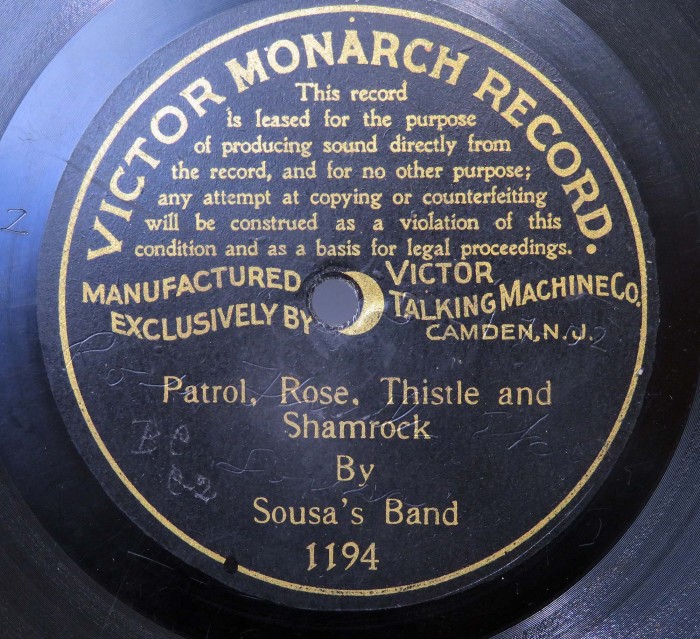 VICTOR MONARCH RECORD.
This record
is leased for the purpose
of producing sound directly from
the record, and for no other purpose;
any attempt at copying or counterfeiting
will be construed as a violation of this
condition and as a basis for legal proceedings.
MANUFACTURED
EXCLUSIVELY BY
VICTOR
TALKING MACHINE CO.
CAMDEN, N.J.
Patrol, Rose, Thistle and
Shamrock
By
Sousa's Band
1194
2